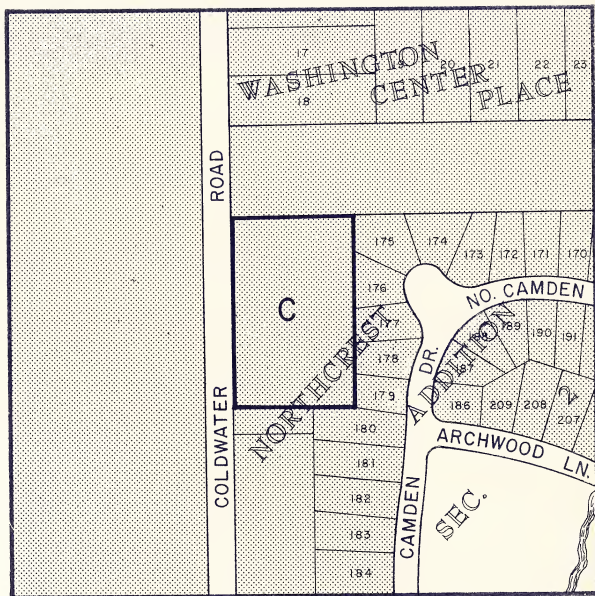 17
18
19
20
21
22
23
WASHINGTON
CENTER
PLACE
ROAD
COLDWATER
C
175
174
173
172
171
170
176
177
178
179
180
181
182
183
184
NO. CAMDEN
DR.
CAMDEN
188
189
190
191
187
186
209
208
207
2
NORTHCREST
ADDITION
ARCHWOOD LN.
SEC.